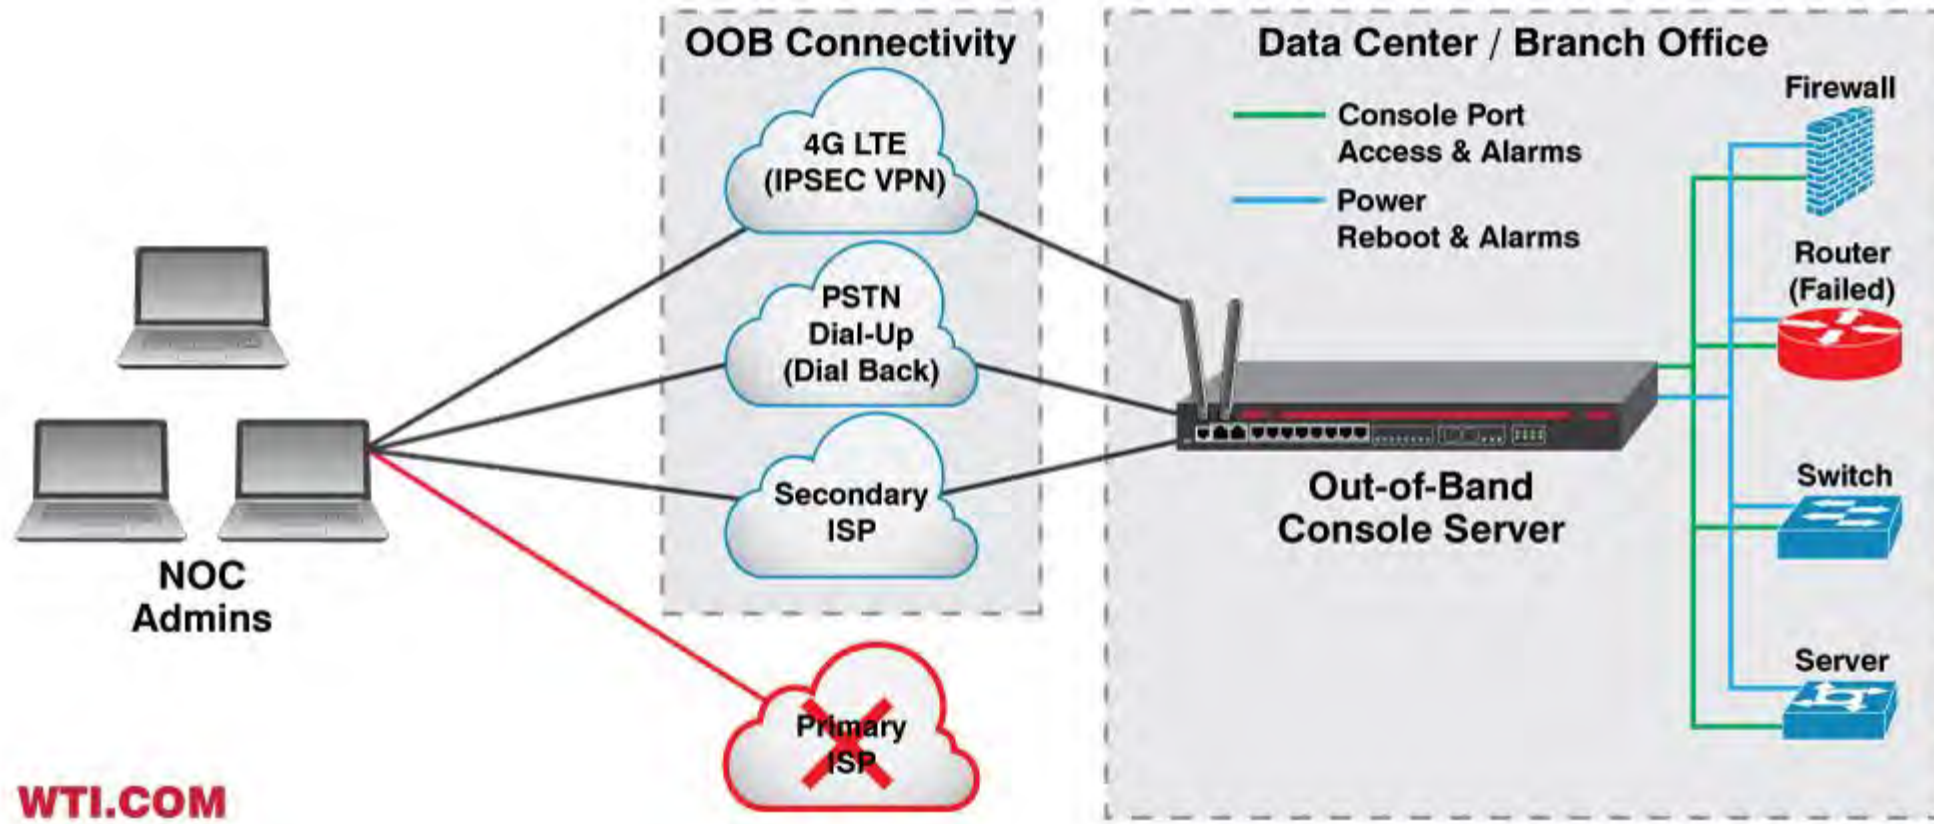 OOB Connectivity
4G LTE
(IPSEC VPN)
PSTN
Dial-Up
(Dial Back)
Secondary
ISP
Primary
ISP
NOC
Admins
WTI.COM
Data Center / Branch Office
Console Port
Access & Alarms
Power
Reboot & Alarms
Out-of-Band
Console Server
Firewall
Router
(Failed)
Switch
Server